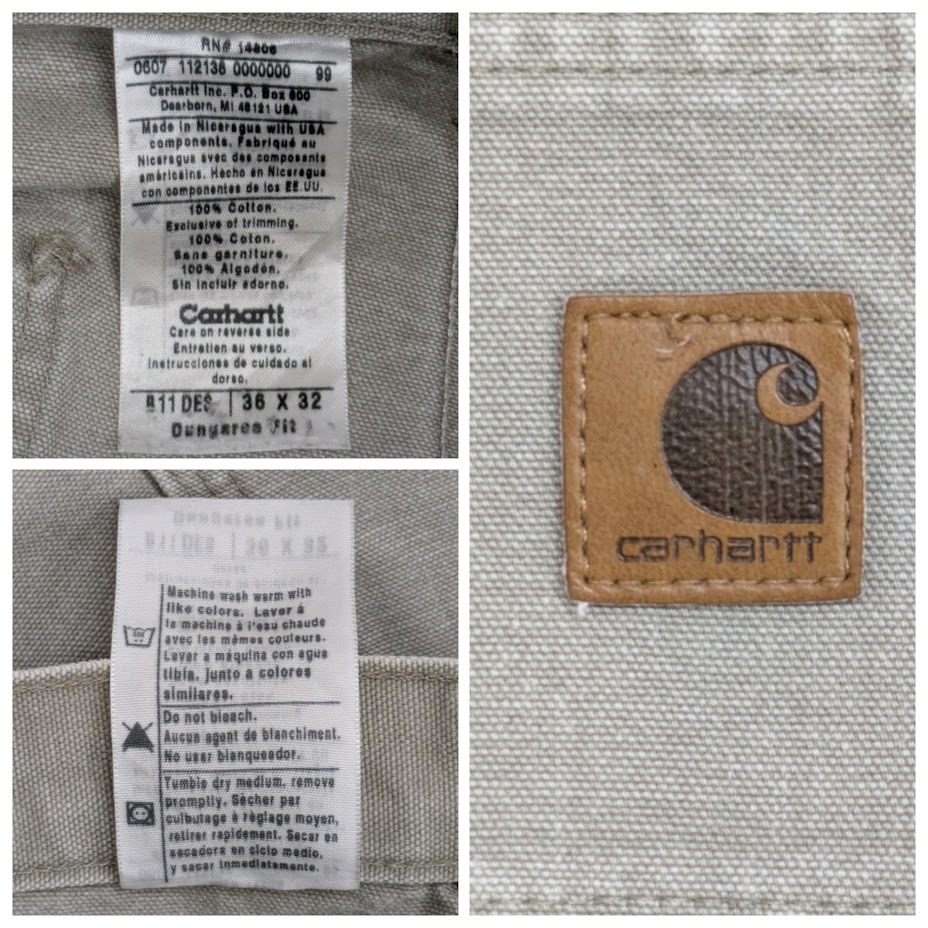 RN# 14806
0607 112138 0000000 99
Carhartt Inc. P.O. Box 600
Dearborn, MI 48121 USA
Made in Nicaragua with USA
components. Fabriqué au
Nicaragua avec des composants
américains. Hecho en Nicaragua
con componentes de los EE.UU.
100% Cotton.
Exclusive of trimming.
100% Coton.
Sans garniture.
100% Algodón.
Sin incluir adorno.
Carhartt
Care on reverse side
Entretien au verso.
Instrucciones de cuidado al
dorso.
B11 DES | 36 X 32
Dungaree Fit
Machine wash warm with
like colors. Laver à
la machine à l'eau chaude
avec les mêmes couleurs.
Lavar a máquina con agua
tibia, junto a colores
similares.
Do not bleach.
Aucun agent de blanchiment.
No usar blanqueador.
Tumble dry medium, remove
promptly. Sécher par
culbutage à réglage moyen,
retirer rapidement. Secar en
secadora en ciclo medio,
y sacar inmediatamente.
carhartt